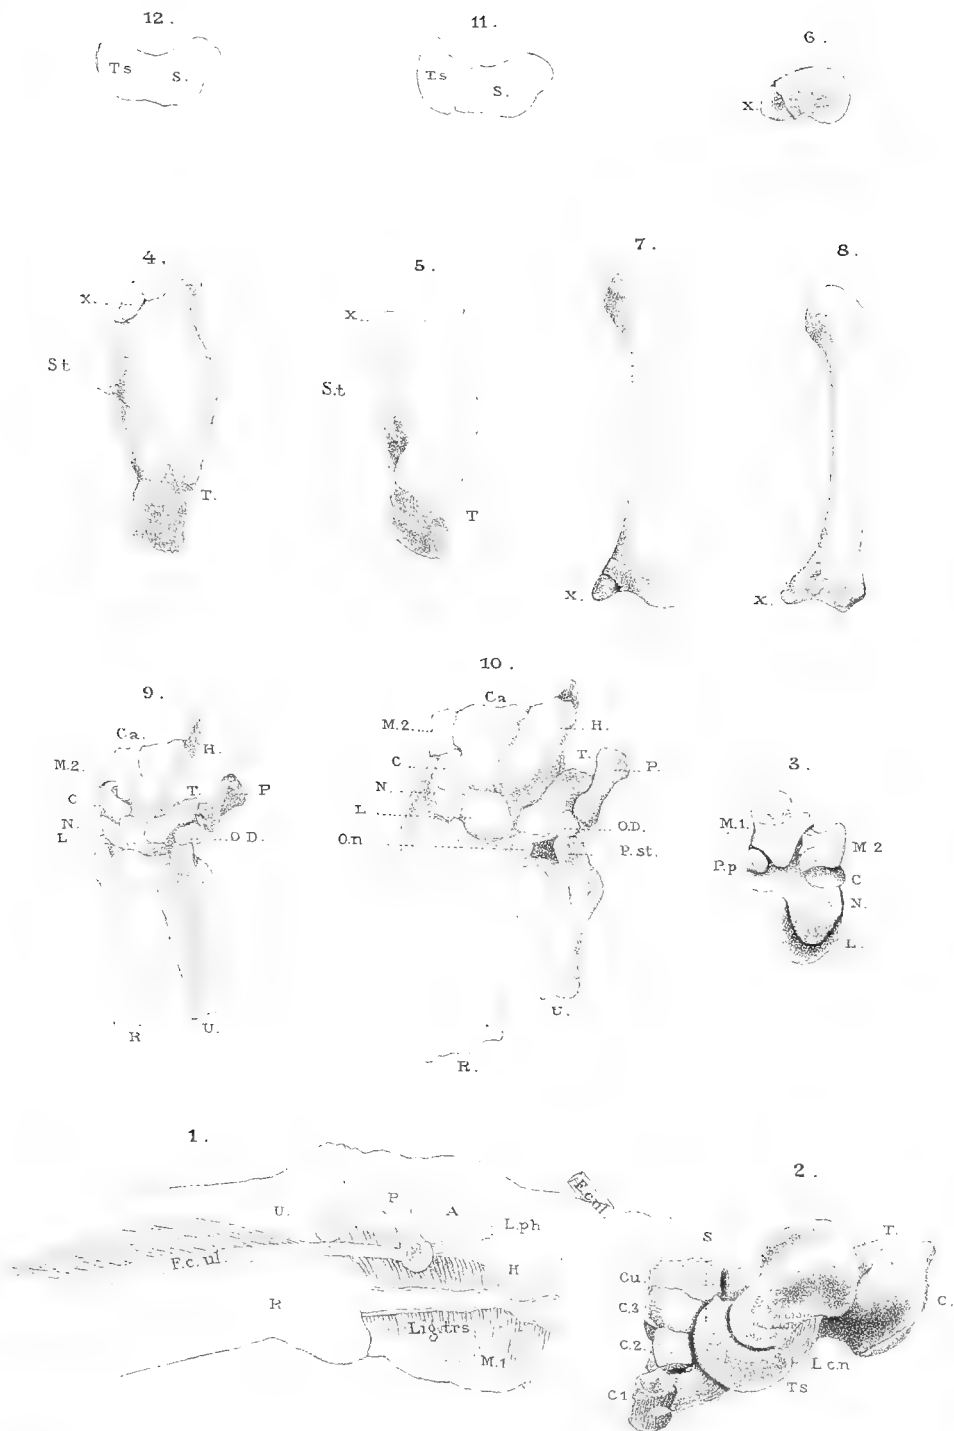 12.
Ts
S.
11.
Ts
S.
6.
X.
4.
X.
St
T.
5.
X.
S.t
T
7.
X.
8.
X.
9.
Ca.
H.
M.2.
C
T.
P
N.
L
O D.
R
U.
10.
Ca
M.2.
H.
C
T.
P.
N.
L
O.D.
O.n
P.st.
U.
R.
3.
M.1.
M 2
P.p
C
N.
L.
1.
P
U.
A
L.ph
F.c.ul
F.c.ul.
H
R
Lig.trs
M.1
2.
S
T.
Cu.
C.3.
C.
C.2.
L c.n
Ts
C1